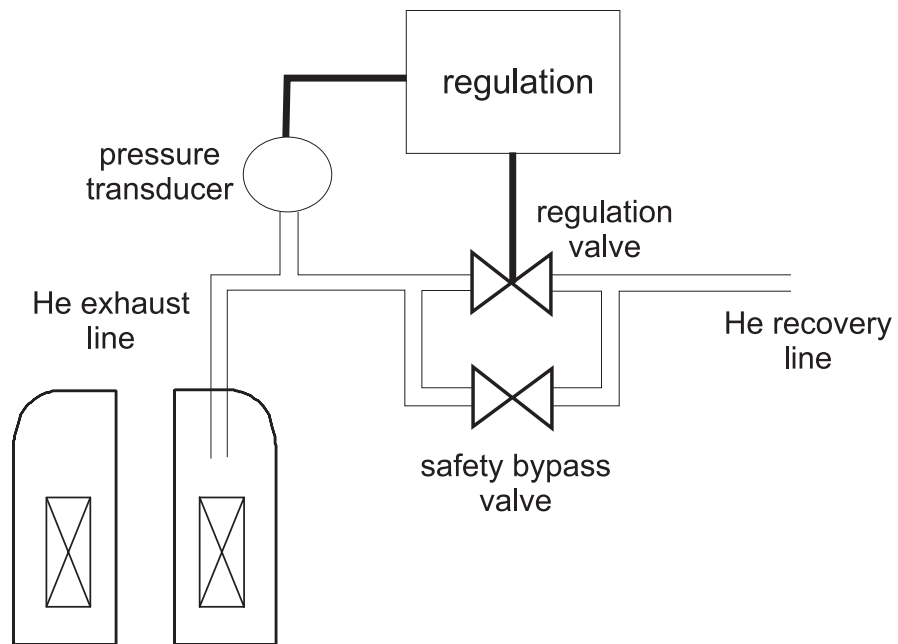 regulation
pressure
transducer
regulation
valve
He exhaust
line
He recovery
line
safety bypass
valve